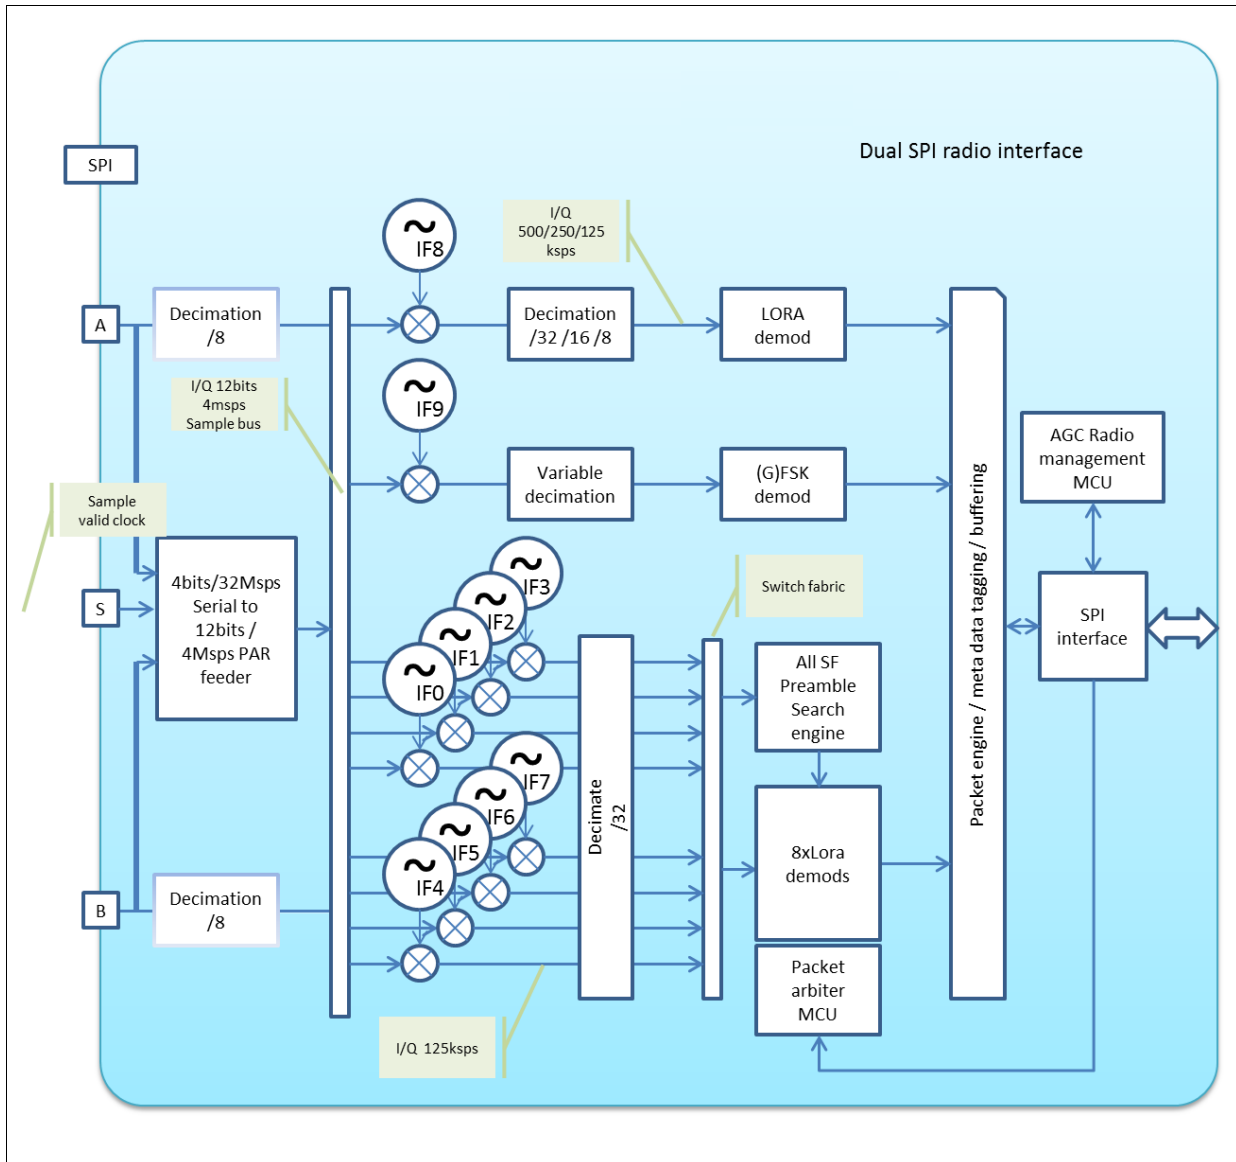 Dual SPI radio interface
SPI
~
IF8
I/Q
500/250/125
ksps
A
Decimation
/8
Decimation
/32 /16 /8
LORA
demod
~
IF9
I/Q 12bits
4msps
Sample bus
Variable
decimation
(G)FSK
demod
AGC Radio
management
MCU
Sample
valid clock
4bits/32Msps
Serial to
12bits /
4Msps PAR
feeder
S
~
IF3
~
IF2
~
IF1
~
IF0
Switch fabric
All SF
Preamble
Search
engine
Packet engine / meta data tagging / buffering
SPI
interface
~
IF7
~
IF6
~
IF5
~
IF4
Decimate
/32
8xLora
demods
B
Decimation
/8
Packet
arbiter
MCU
I/Q 125ksps